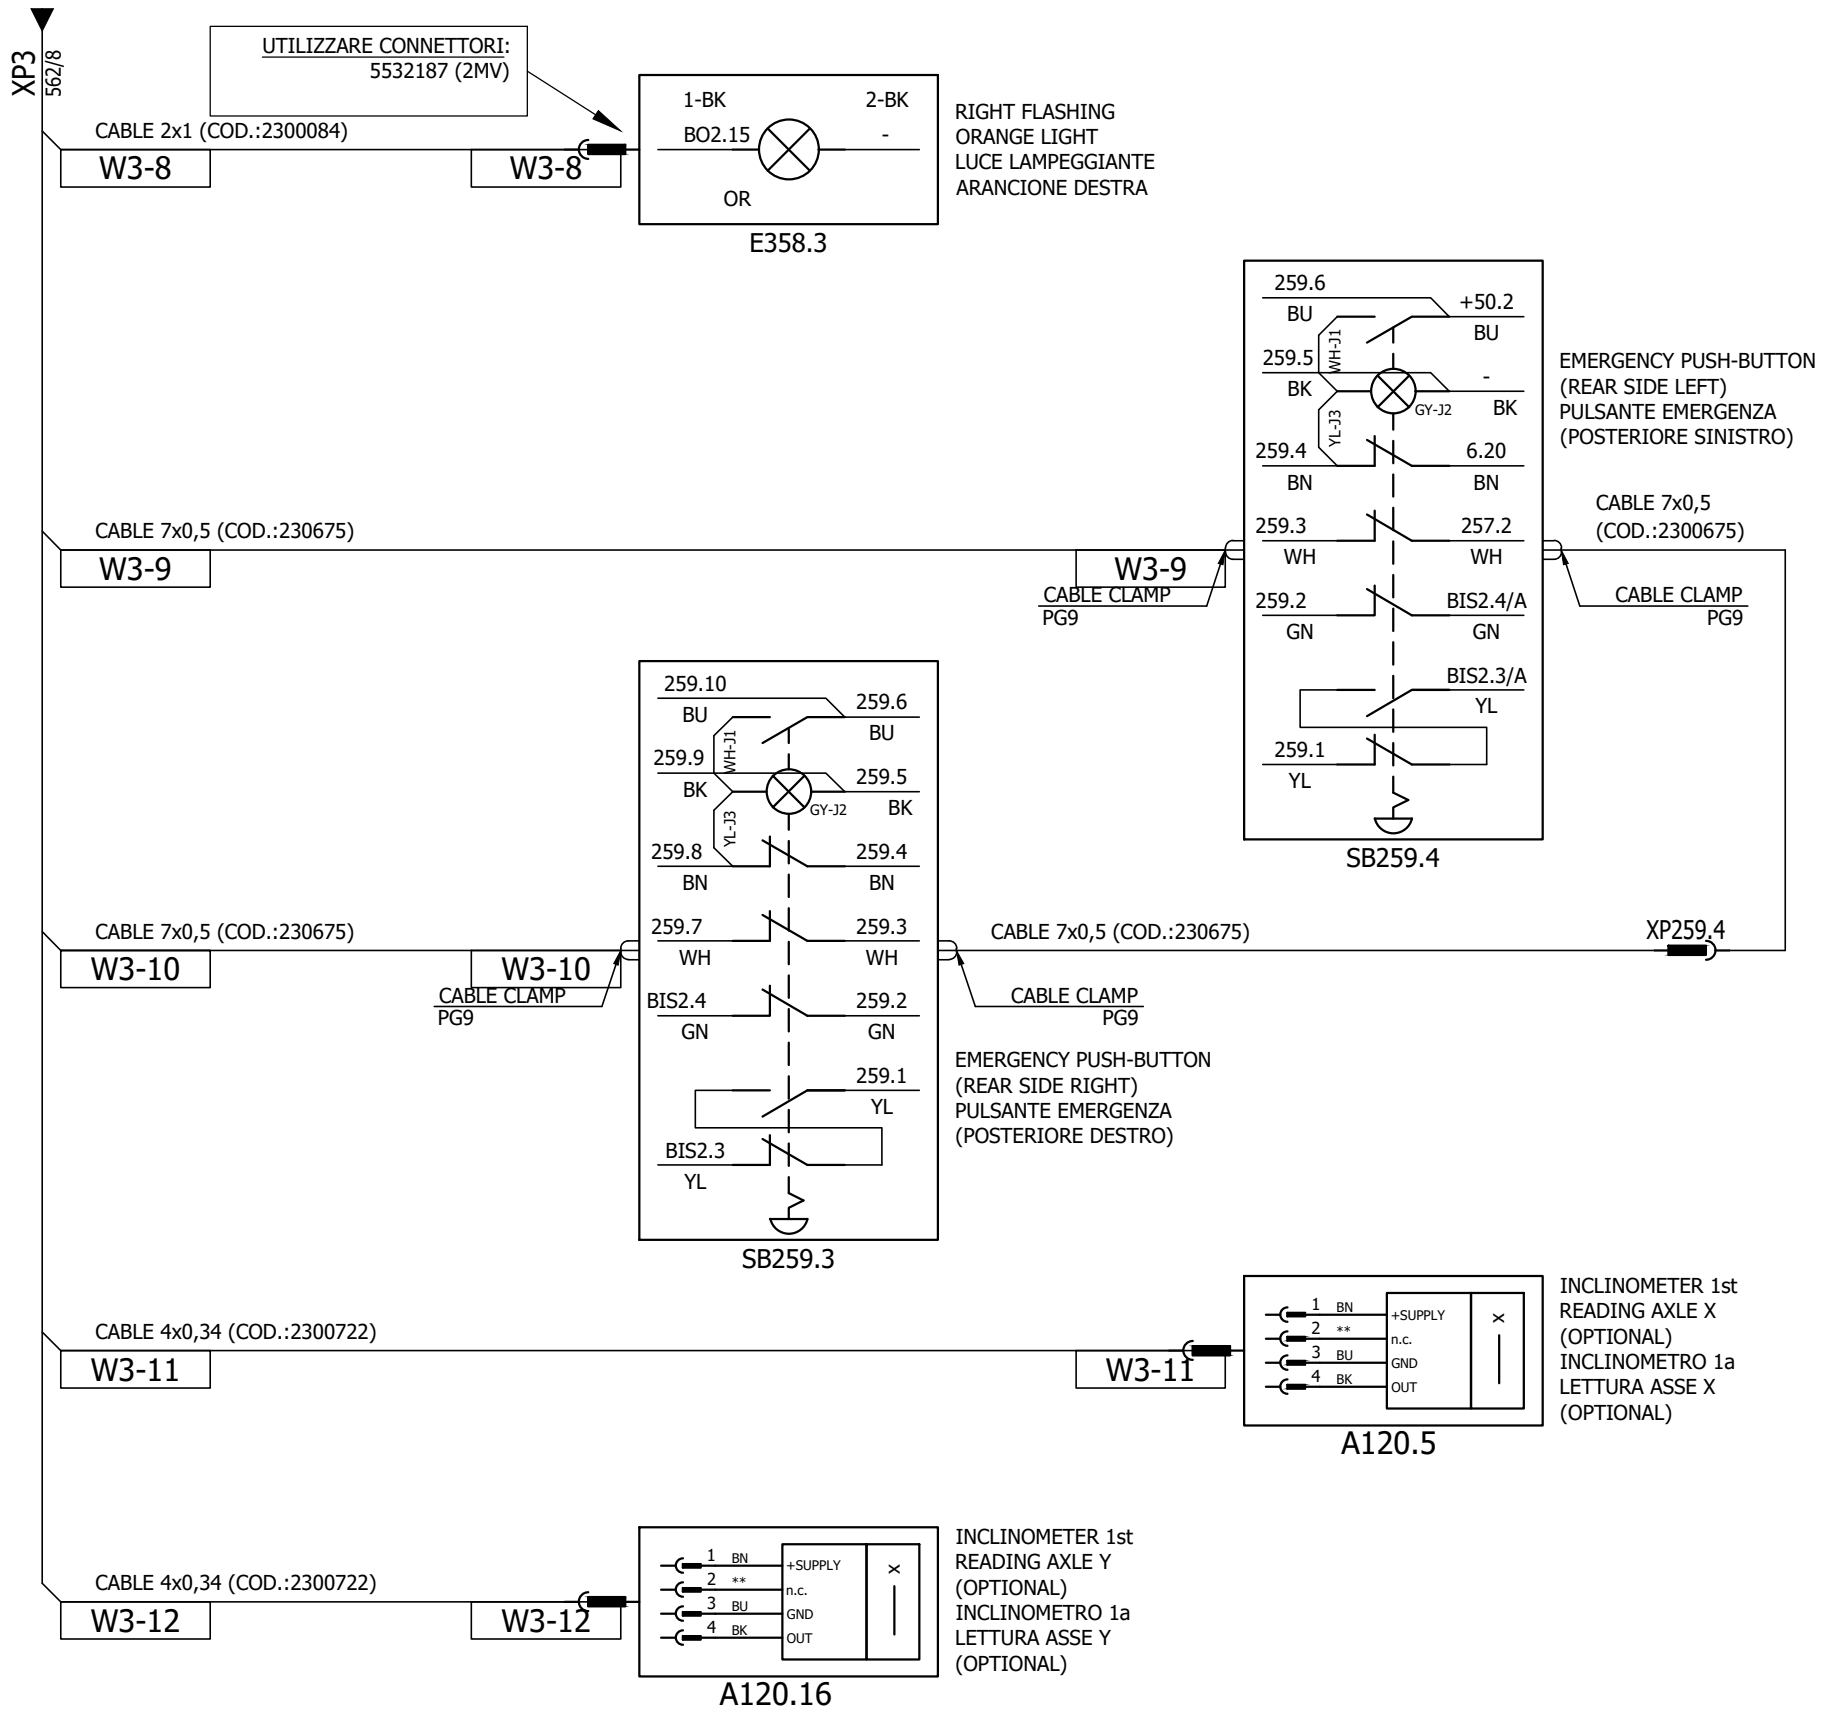 XP3
562/8
UTILIZZARE CONNETTORI:
5532187 (2MV)
CABLE 2x1 (COD.:2300084)
W3-8
W3-8
1-BK
2-BK
BO2.15
-
OR
E358.3
RIGHT FLASHING
ORANGE LIGHT
LUCE LAMPEGGIANTE
ARANCIONE DESTRA
259.6
BU
+50.2
BU
WH-J1
259.5
BK
-
BK
GY-J2
YL-J3
259.4
BN
6.20
BN
259.3
WH
257.2
WH
259.2
GN
BIS2.4/A
GN
BIS2.3/A
YL
259.1
YL
SB259.4
EMERGENCY PUSH-BUTTON
(REAR SIDE LEFT)
PULSANTE EMERGENZA
(POSTERIORE SINISTRO)
CABLE 7x0,5
(COD.:2300675)
CABLE CLAMP
PG9
CABLE 7x0,5 (COD.:230675)
W3-9
W3-9
CABLE CLAMP
PG9
259.10
BU
259.6
BU
WH-J1
259.9
BK
259.5
BK
GY-J2
YL-J3
259.8
BN
259.4
BN
259.7
WH
259.3
WH
BIS2.4
GN
259.2
GN
259.1
YL
BIS2.3
YL
SB259.3
CABLE 7x0,5 (COD.:230675)
W3-10
W3-10
CABLE CLAMP
PG9
CABLE 7x0,5 (COD.:230675)
XP259.4
CABLE CLAMP
PG9
EMERGENCY PUSH-BUTTON
(REAR SIDE RIGHT)
PULSANTE EMERGENZA
(POSTERIORE DESTRO)
CABLE 4x0,34 (COD.:2300722)
W3-11
W3-11
1 BN +SUPPLY
2 ** n.c.
3 BU GND
4 BK OUT
X
A120.5
INCLINOMETER 1st
READING AXLE X
(OPTIONAL)
INCLINOMETRO 1a
LETTURA ASSE X
(OPTIONAL)
CABLE 4x0,34 (COD.:2300722)
W3-12
W3-12
1 BN +SUPPLY
2 ** n.c.
3 BU GND
4 BK OUT
X
A120.16
INCLINOMETER 1st
READING AXLE Y
(OPTIONAL)
INCLINOMETRO 1a
LETTURA ASSE Y
(OPTIONAL)